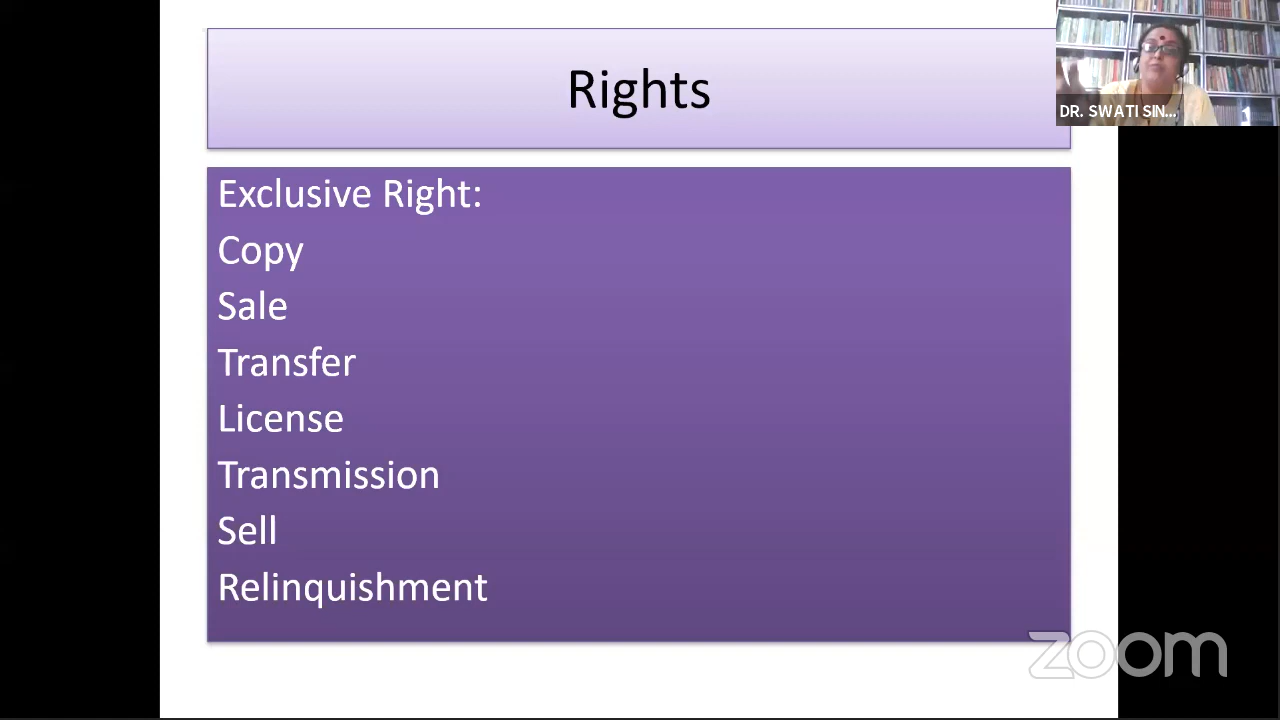 Rights
DR. SWATI SIN...
Exclusive Right:
Copy
Sale
Transfer
License
Transmission
Sell
Relinquishment
zoom